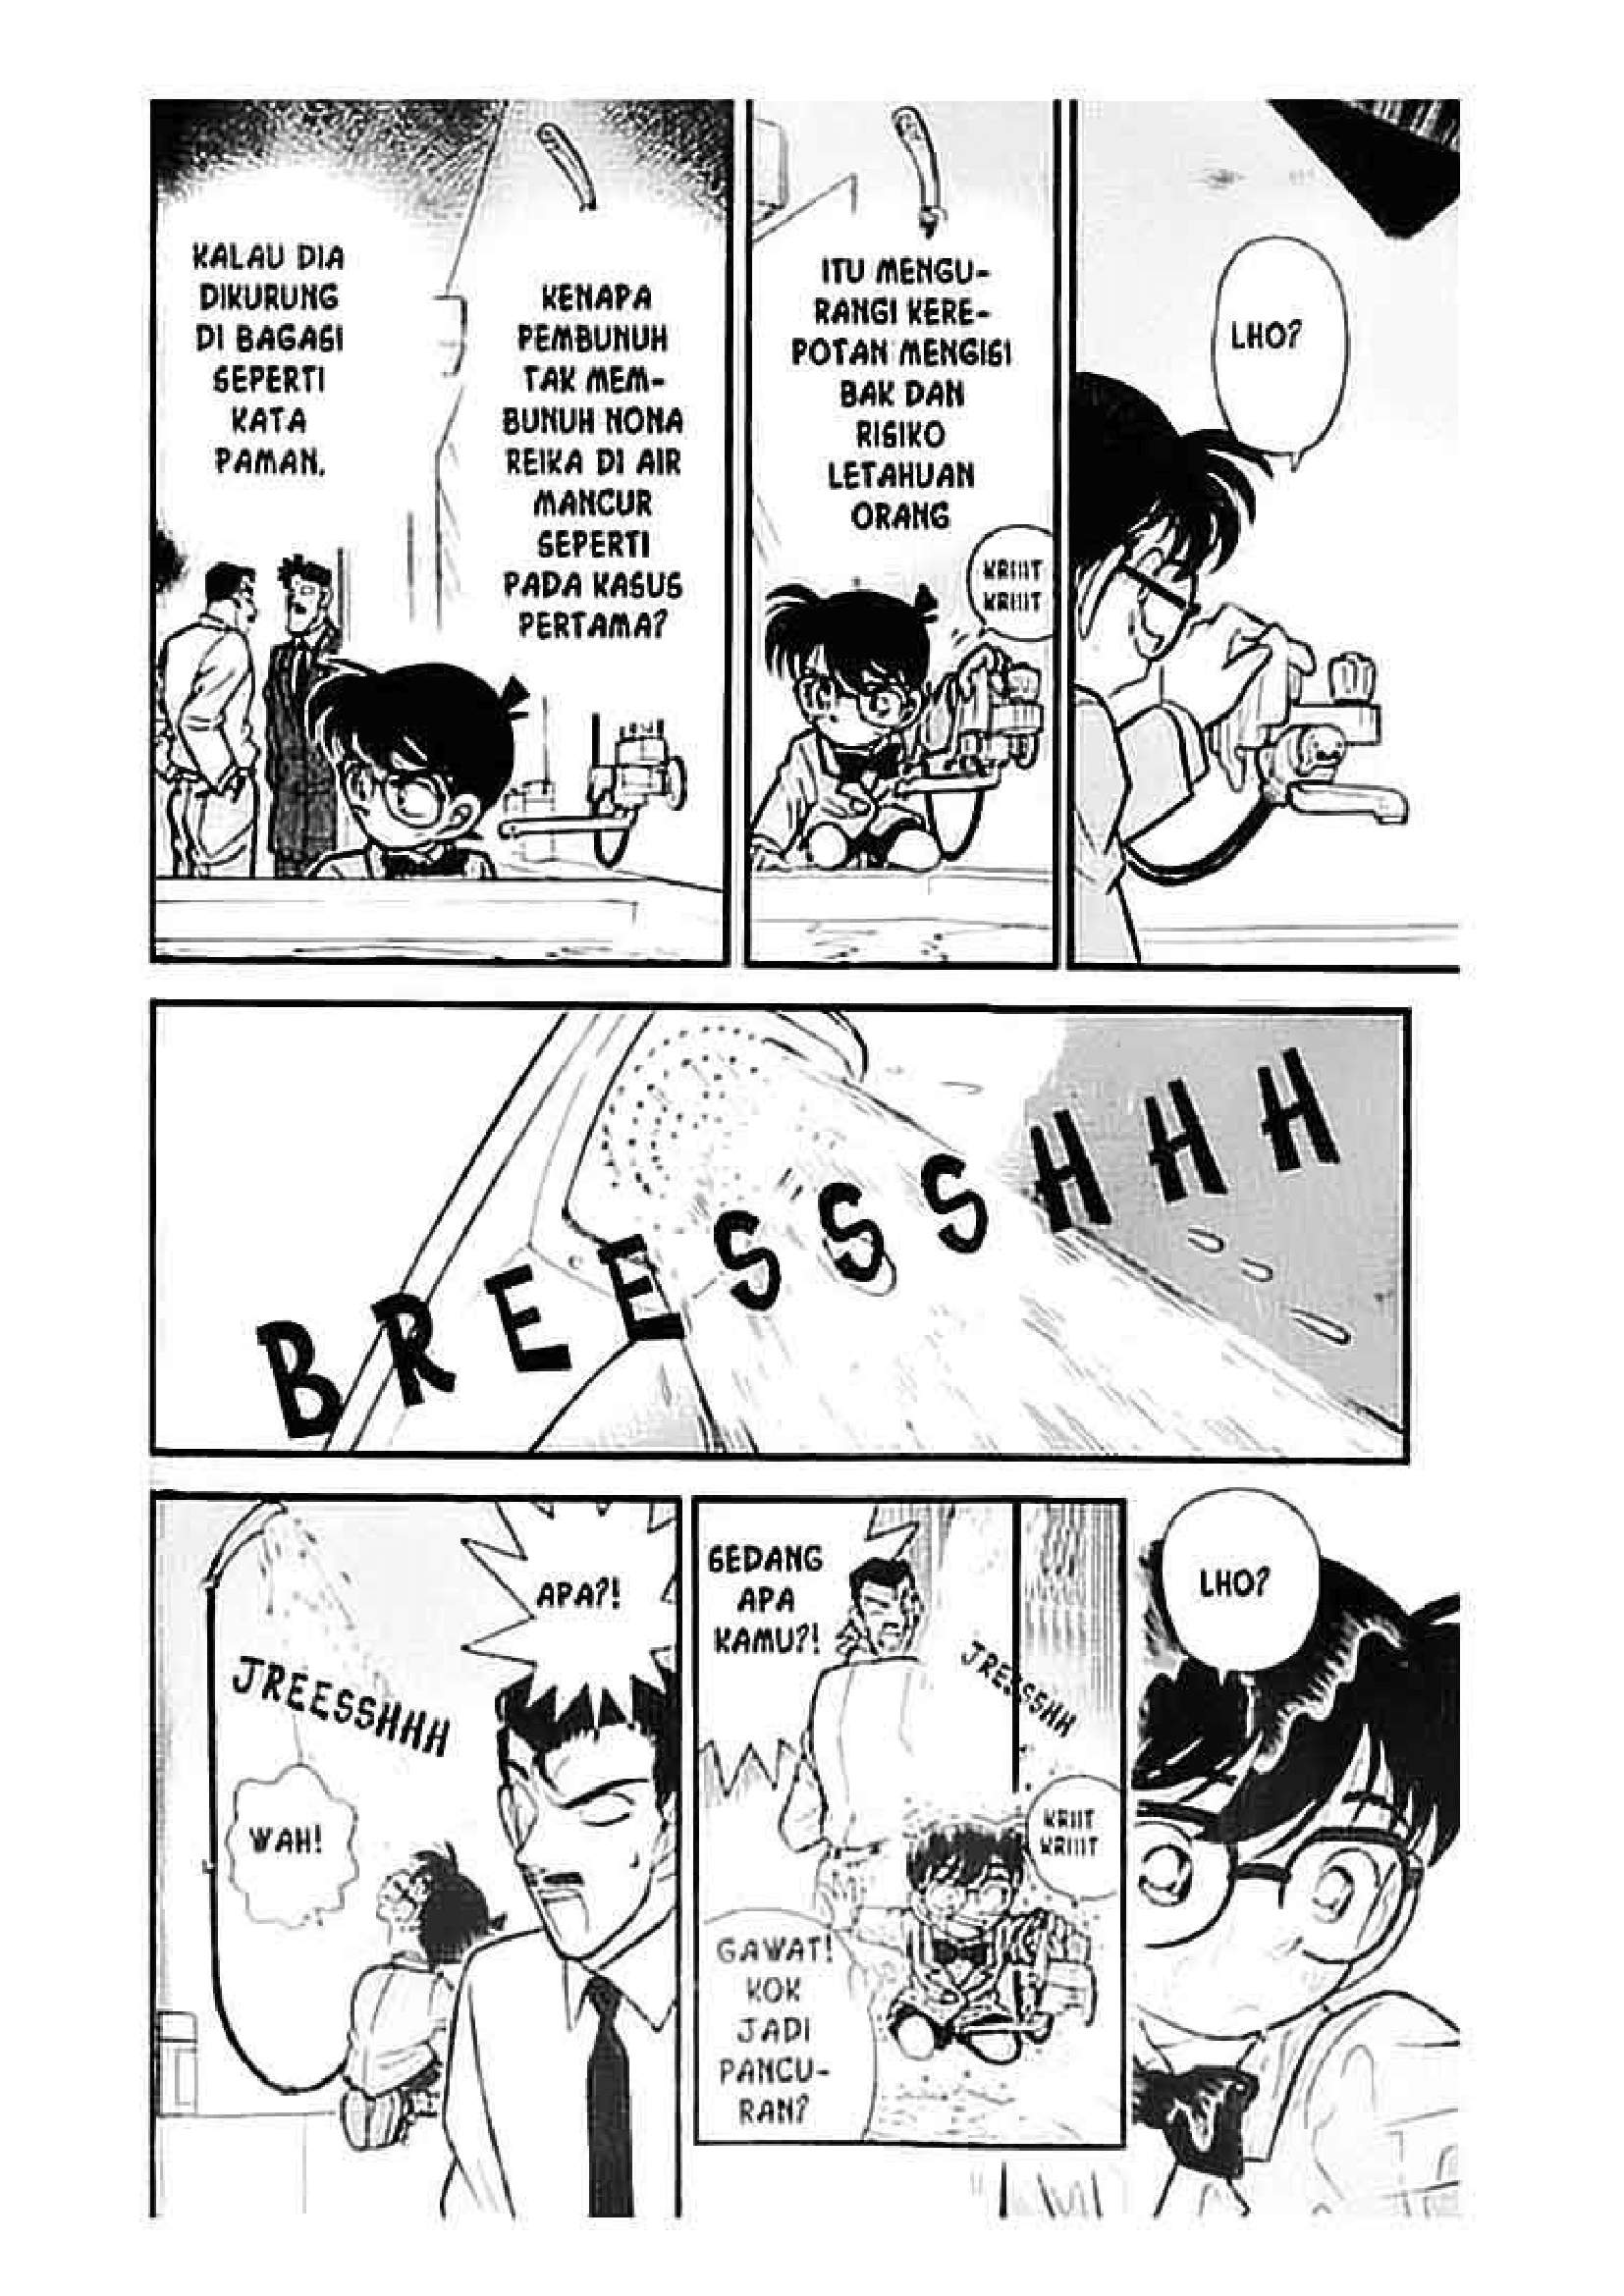 KALAU DIA
DIKURUNG
DI BAGASI
SEPERTI
KATA
PAMAN.
KENAPA
PEMBUNUH
TAK MEM-
BUNUH NONA
REIKA DI AIR
MANCUR
SEPERTI
PADA KASUS
PERTAMA?
ITU MENGU-
RANGI KERE-
POTAN MENGISI
BAK DAN
RISIKO
LETAHUAN
ORANG
KRIIIT
KRIIIT
LHO?
BREESSSHHH
APA?!
JREESSHHH
WAH!
SEDANG
APA
KAMU?!
JREESSHH
KRIIT
KRIIIT
GAWAT!
KOK
JADI
PANCU-
RAN?
LHO?